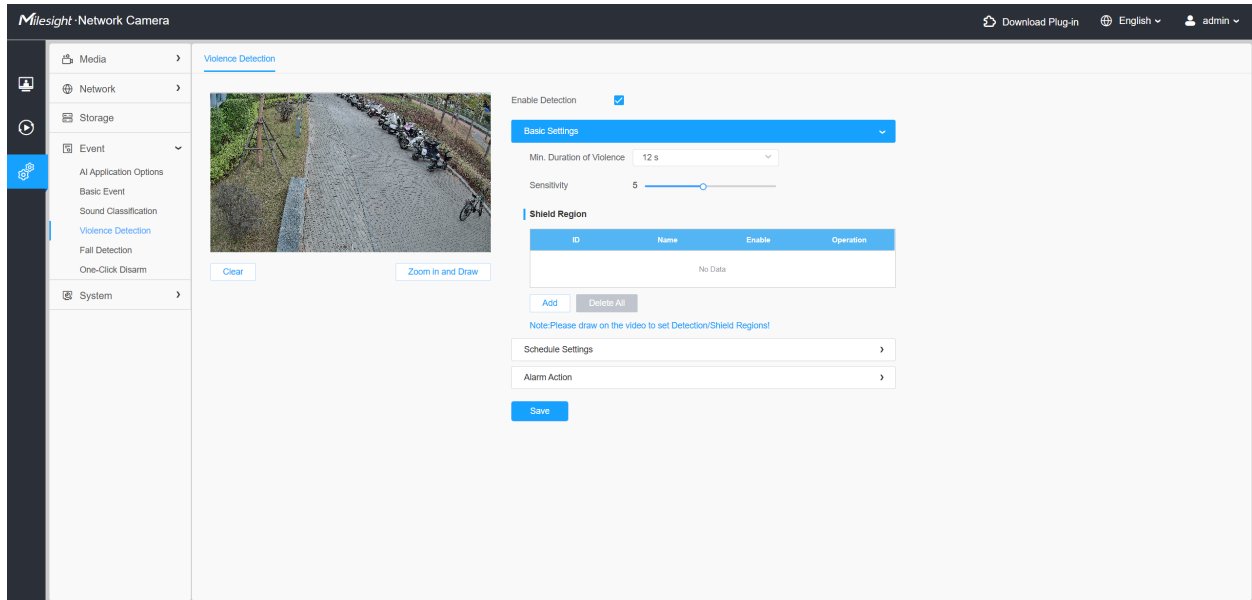 Milesight·Network Camera
Download Plug-in
English
admin
Media
Network
Storage
Event
AI Application Options
Basic Event
Sound Classification
Violence Detection
Fall Detection
One-Click Disarm
System
Violence Detection
Clear
Zoom in and Draw
Enable Detection
Basic Settings
Min. Duration of Violence 12 s
Sensitivity 5
Shield Region
ID Name Enable Operation
No Data
Add Delete All
Note:Please draw on the video to set Detection/Shield Regions!
Schedule Settings
Alarm Action
Save